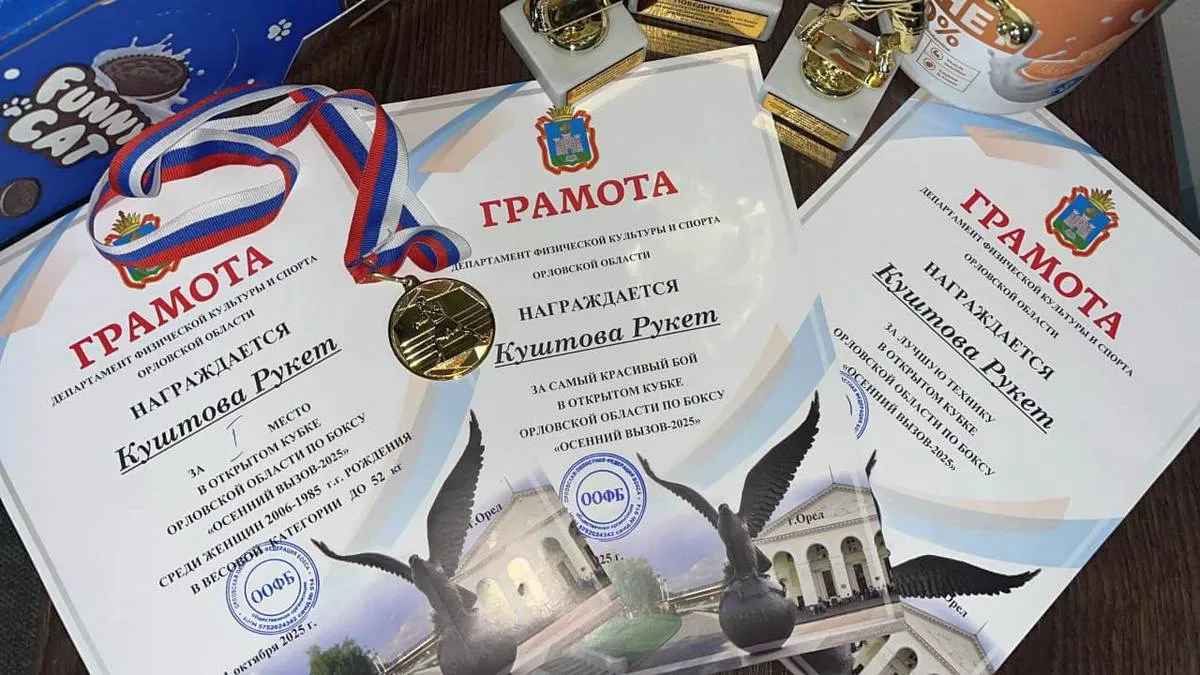 FUNNY
CAT
ПОБЕДИТЕЛЬ
0%
ГРАМОТА
ДЕПАРТАМЕНТ ФИЗИЧЕСКОЙ КУЛЬТУРЫ И СПОРТА
ОРЛОВСКОЙ ОБЛАСТИ
НАГРАЖДАЕТСЯ
Куштова Рукет
ЗА I МЕСТО
В ОТКРЫТОМ КУБКЕ
ОРЛОВСКОЙ ОБЛАСТИ ПО БОКСУ
«ОСЕННИЙ ВЫЗОВ-2025»
СРЕДИ ЖЕНЩИН 2006-1985 г.г. РОЖДЕНИЯ
В ВЕСОВОЙ КАТЕГОРИИ ДО 52 кг
ООФБ
октября 2025 г.
г.Орел
ГРАМОТА
ДЕПАРТАМЕНТ ФИЗИЧЕСКОЙ КУЛЬТУРЫ И СПОРТА
ОРЛОВСКОЙ ОБЛАСТИ
НАГРАЖДАЕТСЯ
Куштова Рукет
ЗА САМЫЙ КРАСИВЫЙ БОЙ
В ОТКРЫТОМ КУБКЕ
ОРЛОВСКОЙ ОБЛАСТИ ПО БОКСУ
«ОСЕННИЙ ВЫЗОВ-2025»
ООФБ
г.Орел
25 г.
ГРАМОТА
ДЕПАРТАМЕНТ ФИЗИЧЕСКОЙ КУЛЬТУРЫ И СПОРТА
ОРЛОВСКОЙ ОБЛАСТИ
НАГРАЖДАЕТСЯ
Куштова Рукет
ЗА ЛУЧШУЮ ТЕХНИКУ
В ОТКРЫТОМ КУБКЕ
ОРЛОВСКОЙ ОБЛАСТИ ПО БОКСУ
«ОСЕННИЙ ВЫЗОВ-2025»
.Орел